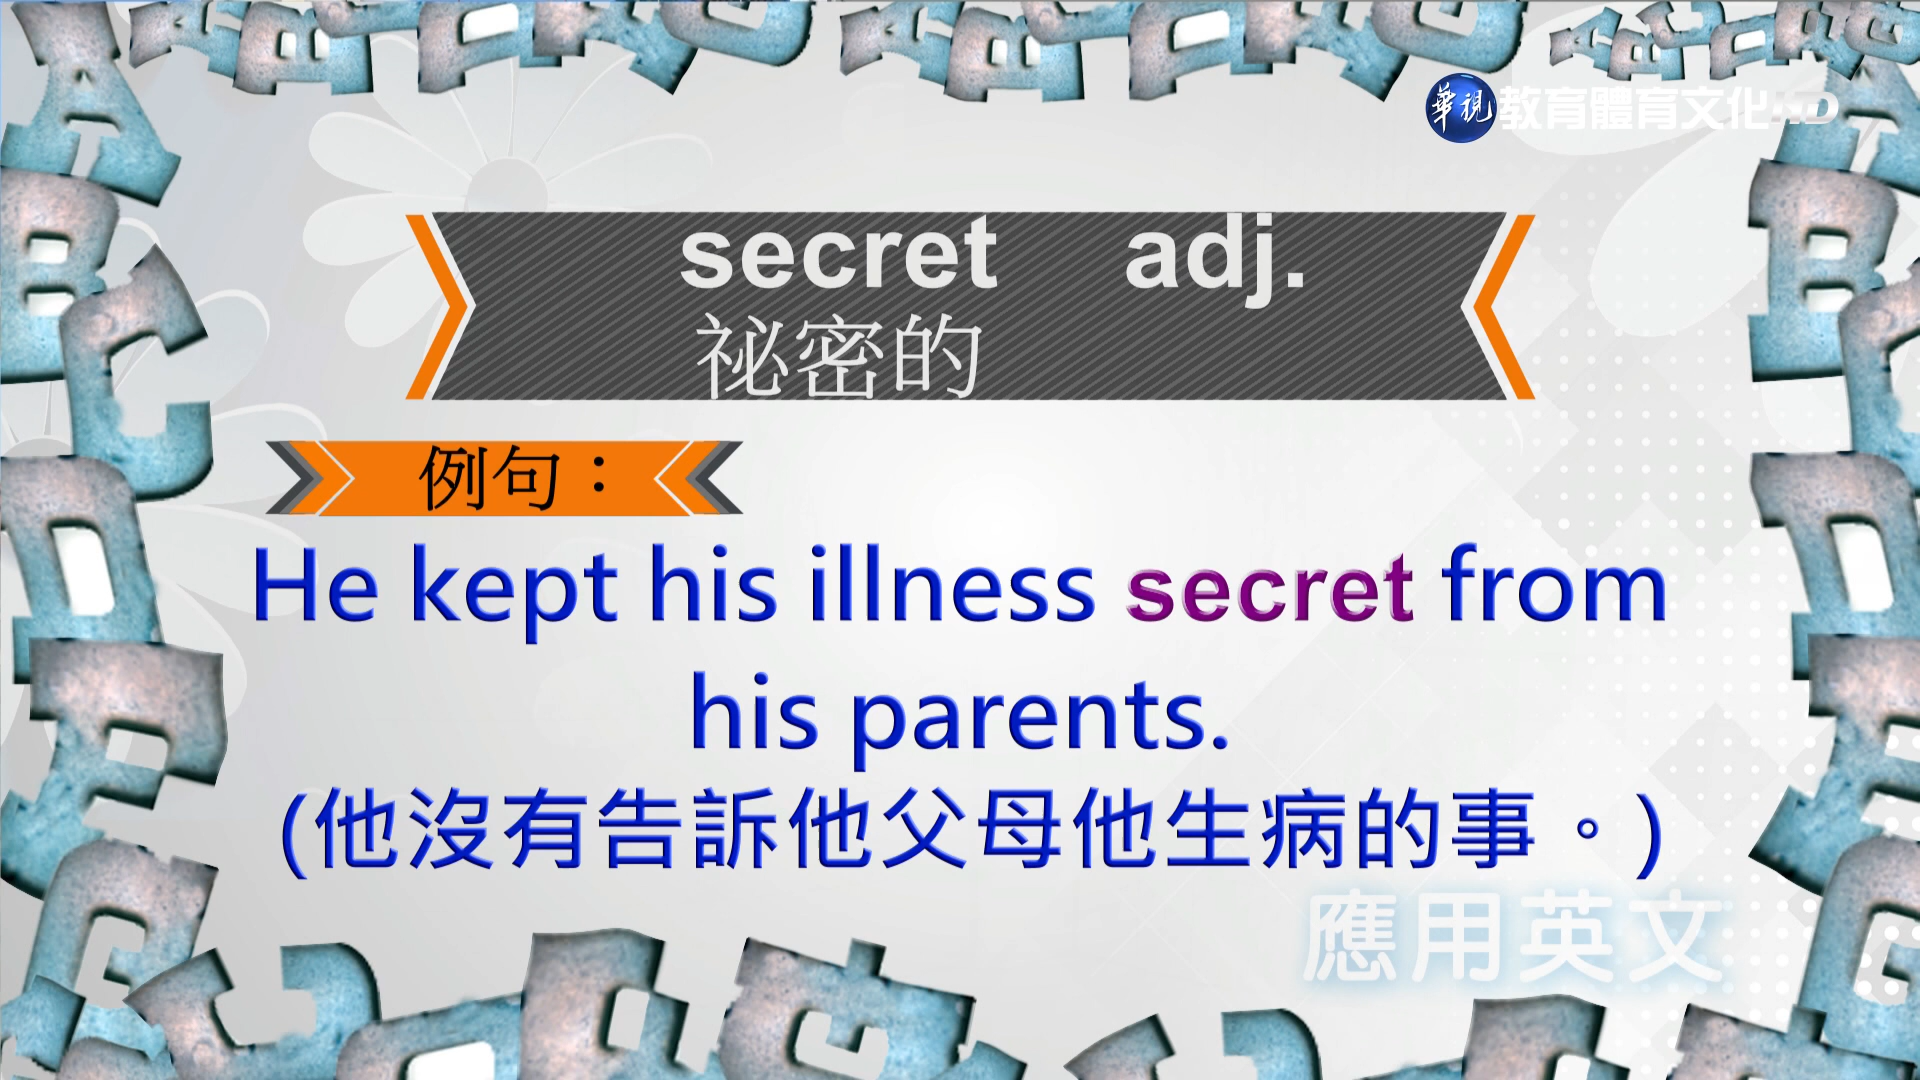 華視 教育體育文化HD
secret adj.
祕密的
例句：
He kept his illness secret from
his parents.
(他沒有告訴他父母他生病的事。)
應用英文